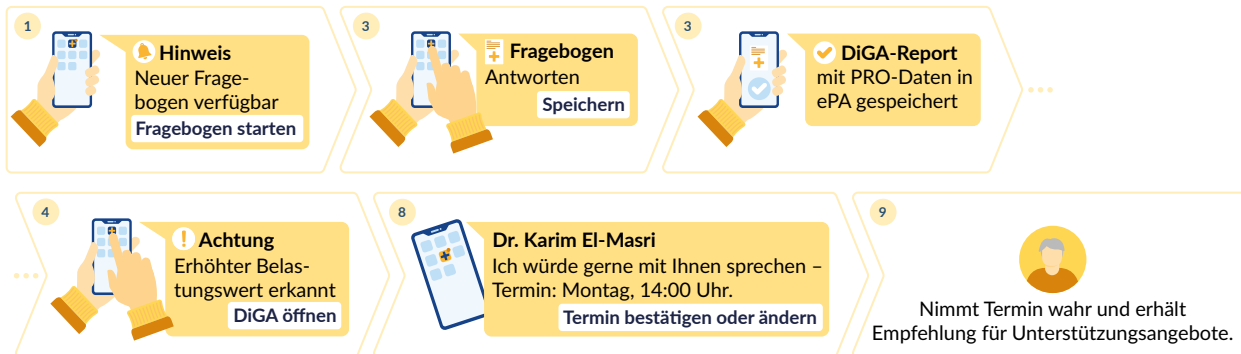 1
Hinweis
Neuer Frage-
bogen verfügbar
Fragebogen starten
3
Fragebogen
Antworten
Speichern
3
DiGA-Report
mit PRO-Daten in
ePA gespeichert
4
Achtung
Erhöhter Belas-
tungswert erkannt
DiGA öffnen
8
Dr. Karim El-Masri
Ich würde gerne mit Ihnen sprechen –
Termin: Montag, 14:00 Uhr.
Termin bestätigen oder ändern
9
Nimmt Termin wahr und erhält
Empfehlung für Unterstützungsangebote.